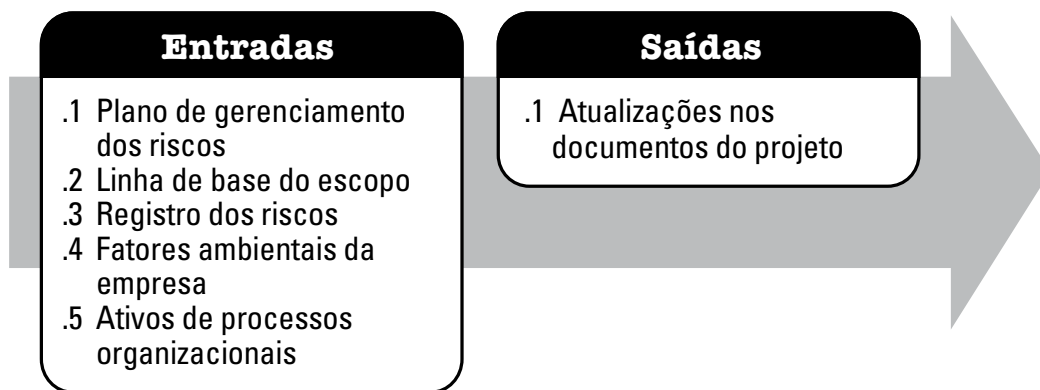 Entradas
.1 Plano de gerenciamento
dos riscos
.2 Linha de base do escopo
.3 Registro dos riscos
.4 Fatores ambientais da
empresa
.5 Ativos de processos
organizacionais
Saídas
.1 Atualizações nos
documentos do projeto